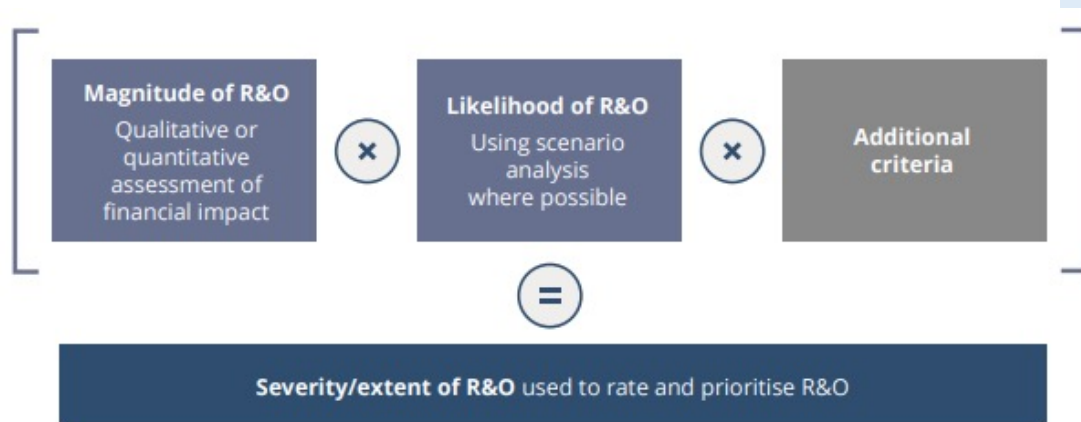 Magnitude of R&O
Qualitative or
quantitative
assessment of
financial impact
×
Likelihood of R&O
Using scenario
analysis
where possible
×
Additional
criteria
=
Severity/extent of R&O used to rate and prioritise R&O